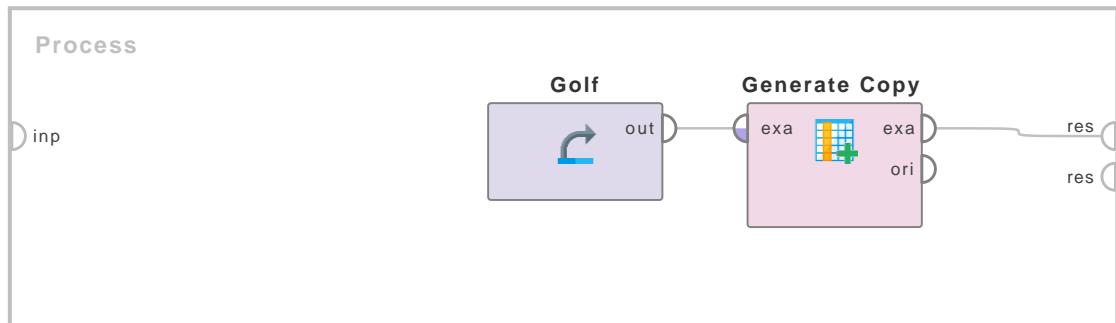 Process
Golf
Generate Copy
inp
out
exa
exa
res
ori
res